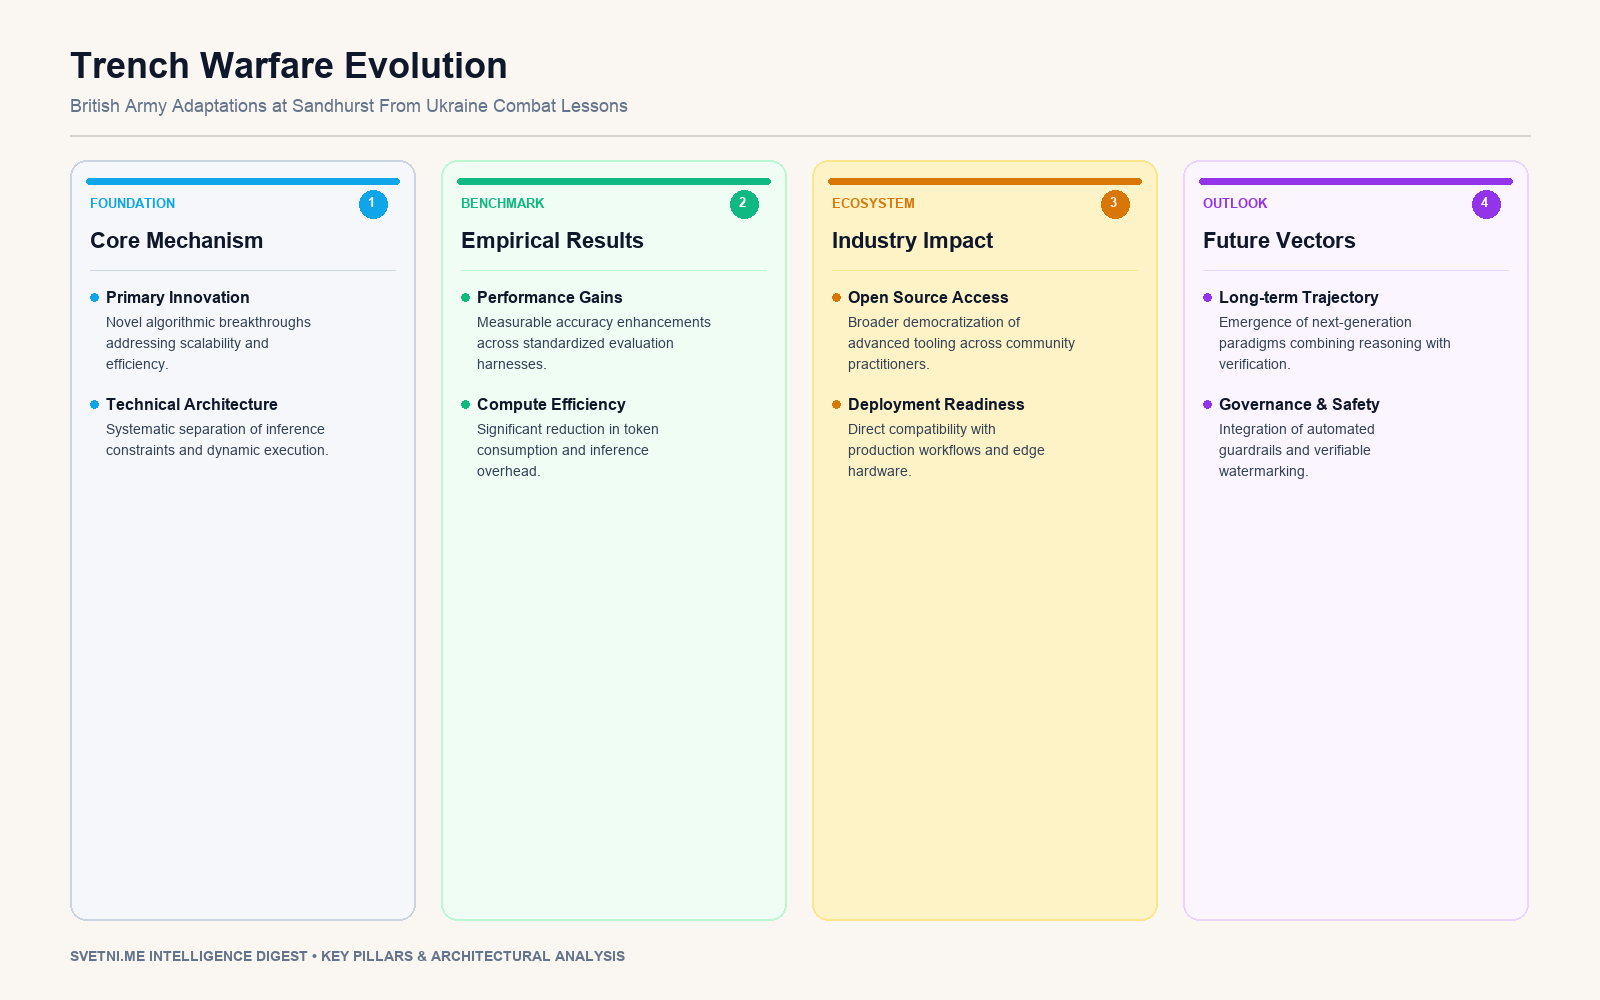 Trench Warfare Evolution
British Army Adaptations at Sandhurst From Ukraine Combat Lessons
FOUNDATION
1
Core Mechanism
Primary Innovation
Novel algorithmic breakthroughs
addressing scalability and
efficiency.
Technical Architecture
Systematic separation of inference
constraints and dynamic execution.
BENCHMARK
2
Empirical Results
Performance Gains
Measurable accuracy enhancements
across standardized evaluation
harnesses.
Compute Efficiency
Significant reduction in token
consumption and inference
overhead.
ECOSYSTEM
3
Industry Impact
Open Source Access
Broader democratization of
advanced tooling across community
practitioners.
Deployment Readiness
Direct compatibility with
production workflows and edge
hardware.
OUTLOOK
4
Future Vectors
Long-term Trajectory
Emergence of next-generation
paradigms combining reasoning with
verification.
Governance & Safety
Integration of automated
guardrails and verifiable
watermarking.
SVETNI.ME INTELLIGENCE DIGEST • KEY PILLARS & ARCHITECTURAL ANALYSIS